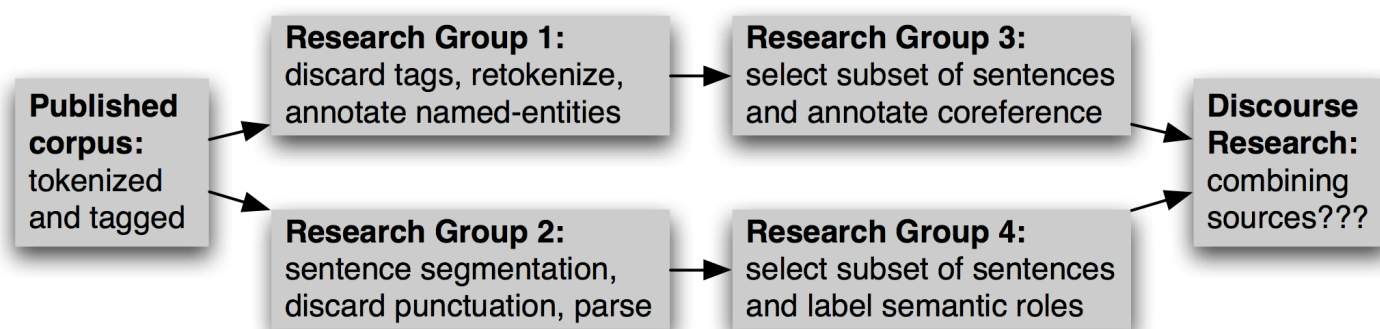 Published
corpus:
tokenized
and tagged
Research Group 1:
discard tags, retokenize,
annotate named-entities
Research Group 3:
select subset of sentences
and annotate coreference
Research Group 2:
sentence segmentation,
discard punctuation, parse
Research Group 4:
select subset of sentences
and label semantic roles
Discourse
Research:
combining
sources???